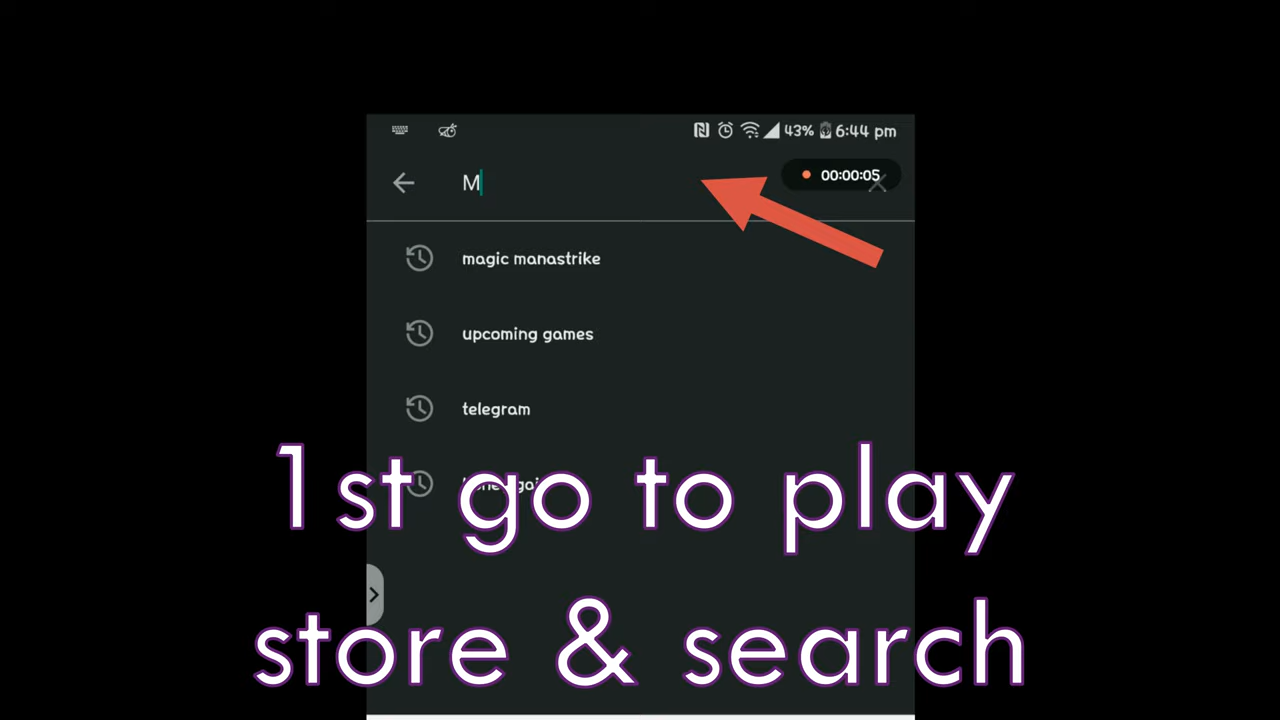 43% 6:44 pm
M 00:00:05
magic manastrike
upcoming games
telegram
1st go to play
store & search